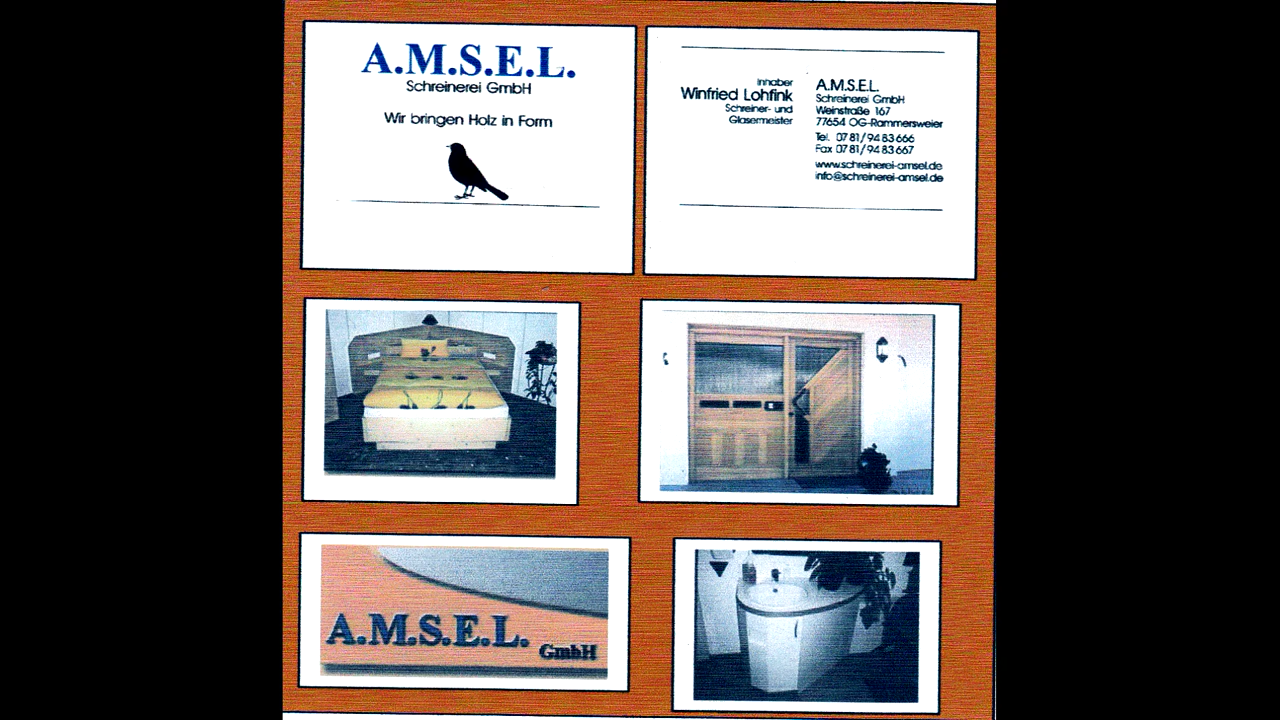 A.M.S.E.L.
Schreinerei GmbH
Wir bringen Holz in Form
Inhaber
Winfried Lohfink
Schreiner- und
Glasermeister
A.M.S.E.L.
Schreinerei GmbH
Weinstraße 167
77654 OG-Rammersweier
Tel. 07 81 / 94 83 666
Fax 07 81 / 94 83 667
www.schreinerei-amsel.de
info@schreinerei-amsel.de
A.M.S.E.L.
GmbH